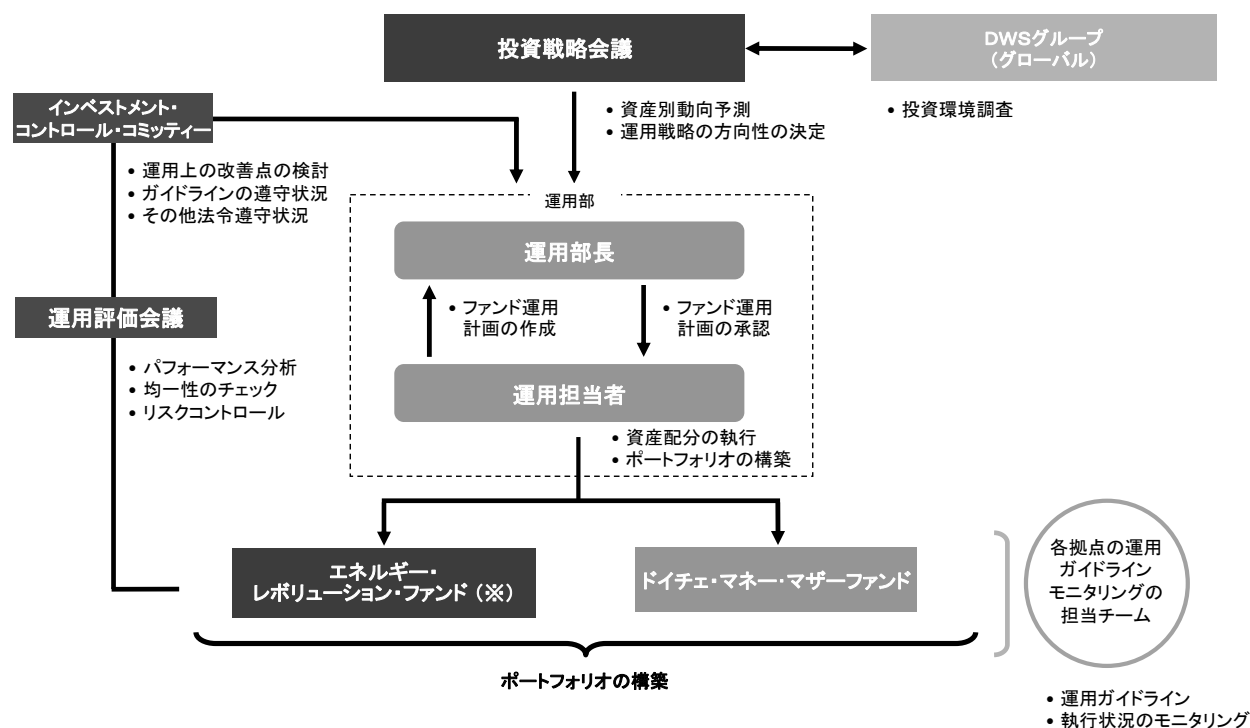 投資戦略会議
DWSグループ
(グローバル)
• 資産別動向予測
• 運用戦略の方向性の決定
• 投資環境調査
インベストメント・
コントロール・コミッティー
• 運用上の改善点の検討
• ガイドラインの遵守状況
• その他法令遵守状況
運用部
運用部長
• ファンド運用
計画の作成
• ファンド運用
計画の承認
運用評価会議
• パフォーマンス分析
• 均一性のチェック
• リスクコントロール
運用担当者
• 資産配分の執行
• ポートフォリオの構築
エネルギー・
レボリューション・ファンド(※)
ドイチェ・マネー・マザーファンド
各拠点の運用
ガイドライン
モニタリングの
担当チーム
ポートフォリオの構築
• 運用ガイドライン
• 執行状況のモニタリング